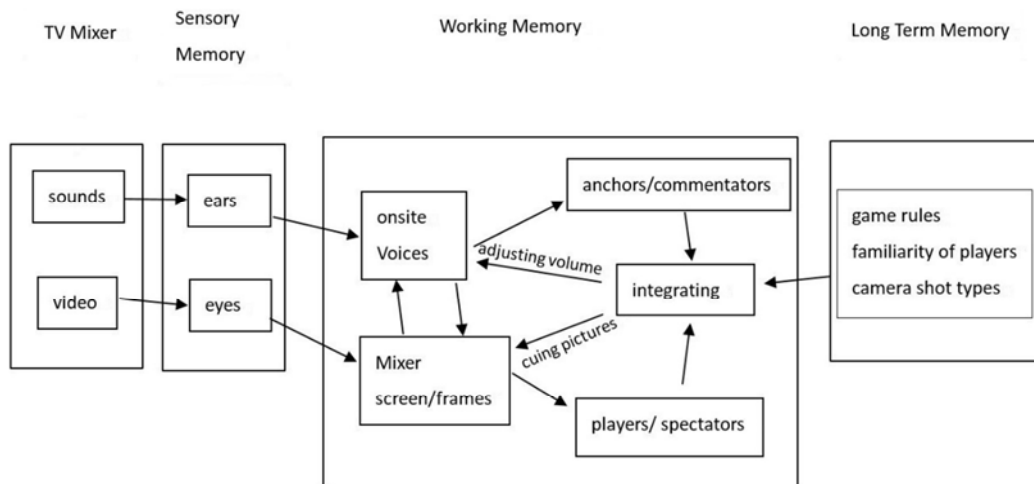 TV Mixer
Sensory
Memory
Working Memory
Long Term Memory
sounds
video
ears
eyes
onsite
Voices
Mixer
screen/frames
anchors/commentators
adjusting volume
integrating
cuing pictures
players/ spectators
game rules
familiarity of players
camera shot types